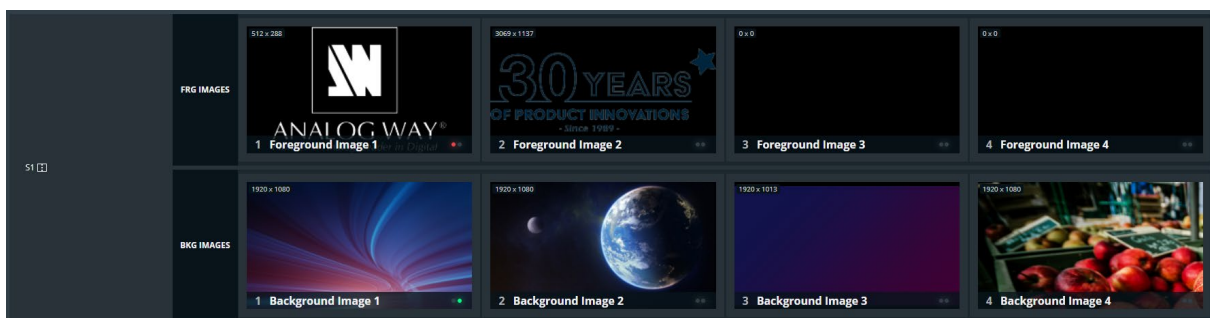 S1
FRG IMAGES
512 x 288
ANALOG WAY®
der in Digital
1 Foreground Image 1
3069 x 1137
30 YEARS
OF PRODUCT INNOVATIONS
- Since 1989 -
2 Foreground Image 2
0 x 0
3 Foreground Image 3
0 x 0
4 Foreground Image 4
BKG IMAGES
1920 x 1080
1 Background Image 1
1920 x 1080
2 Background Image 2
1920 x 1013
3 Background Image 3
1920 x 1080
4 Background Image 4